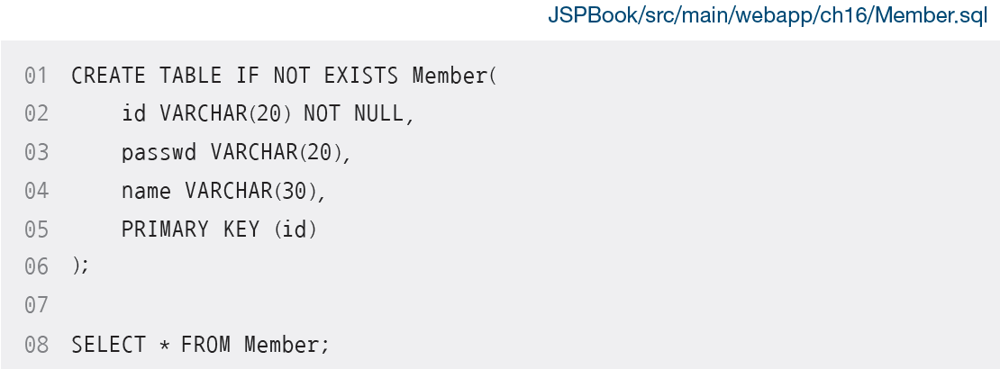 JSPBook/src/main/webapp/ch16/Member.sql
01 CREATE TABLE IF NOT EXISTS Member(
02     id VARCHAR(20) NOT NULL,
03     passwd VARCHAR(20),
04     name VARCHAR(30),
05     PRIMARY KEY (id)
06 );
07
08 SELECT * FROM Member;